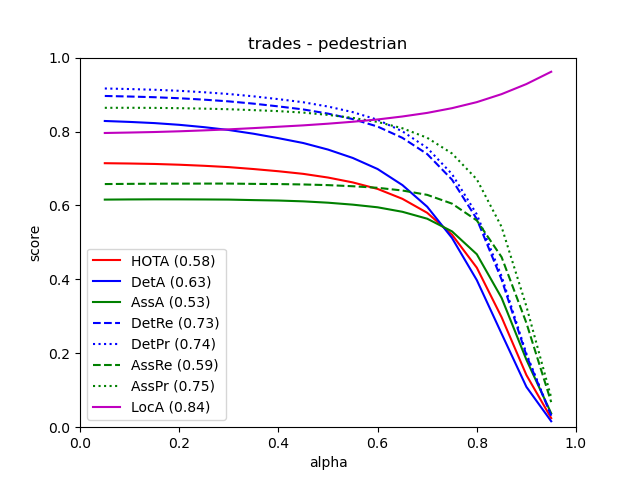 trades - pedestrian
score
1.0
0.8
0.6
0.4
0.2
0.0
HOTA (0.58)
DetA (0.63)
AssA (0.53)
DetRe (0.73)
DetPr (0.74)
AssRe (0.59)
AssPr (0.75)
LocA (0.84)
0.0 0.2 0.4 0.6 0.8 1.0
alpha